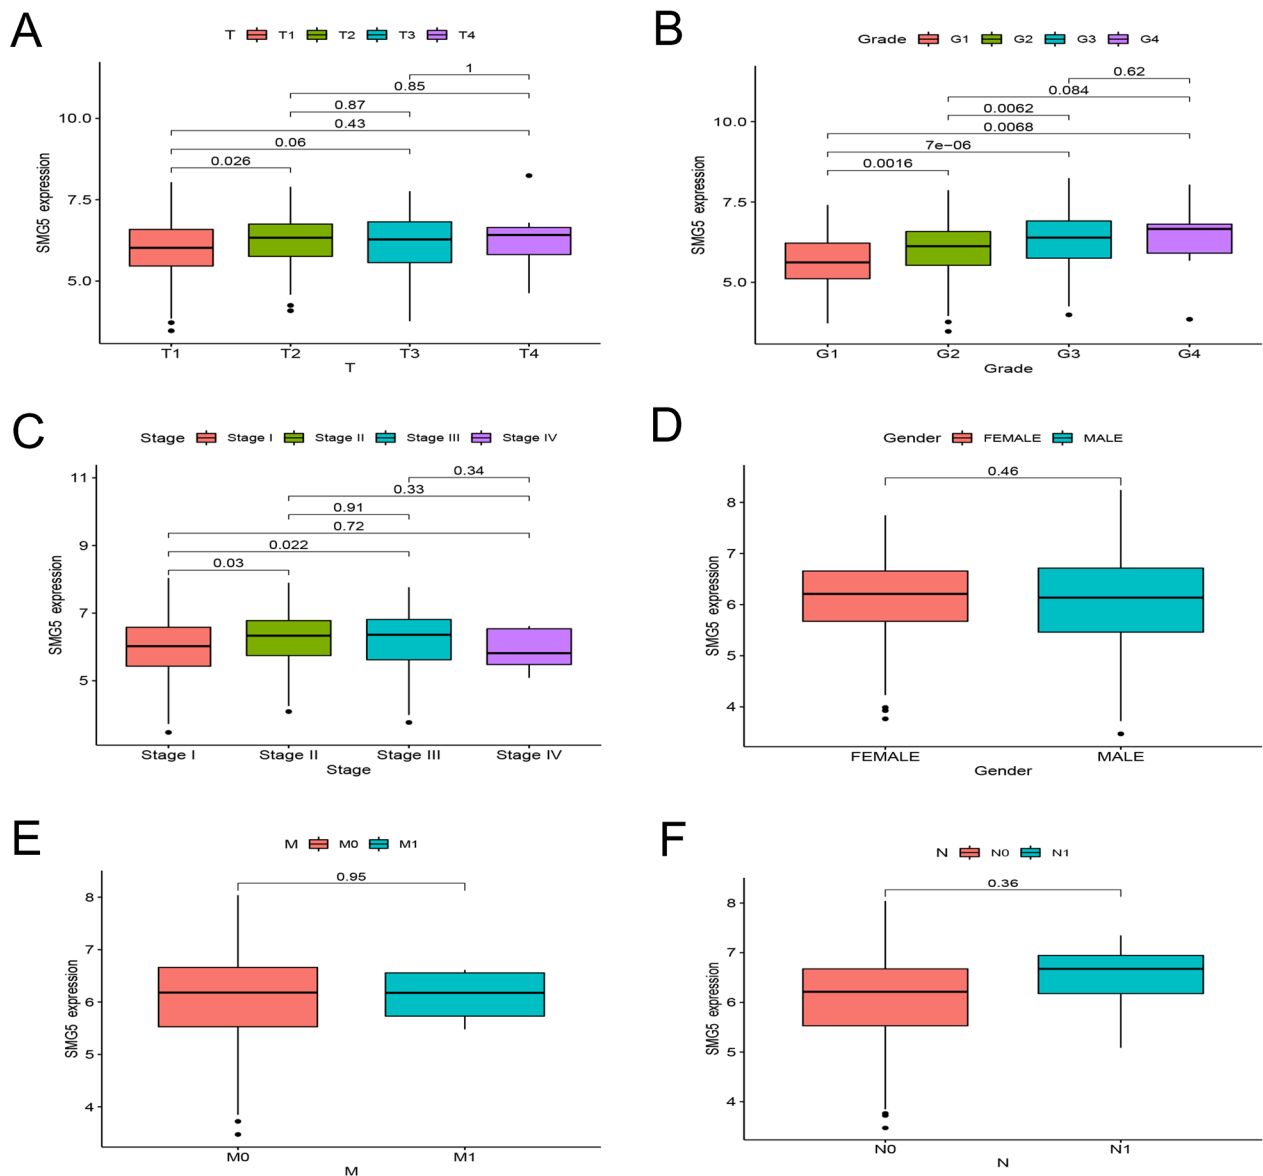 A
T T1 T2 T3 T4
1
0.85
0.87
0.43
0.06
0.026
10.0
7.5
5.0
SMG5 expression
T1 T2 T3 T4
T
B
Grade G1 G2 G3 G4
0.62
0.084
0.0062
0.0068
7e−06
0.0016
10.0
7.5
5.0
SMG5 expression
G1 G2 G3 G4
Grade
C
Stage Stage I Stage II Stage III Stage IV
0.34
0.33
0.91
0.72
0.022
0.03
11
9
7
5
SMG5 expression
Stage I Stage II Stage III Stage IV
Stage
D
Gender FEMALE MALE
0.46
8
7
6
5
4
SMG5 expression
FEMALE MALE
Gender
E
M M0 M1
0.95
8
7
6
5
4
SMG5 expression
M0 M1
M
F
N N0 N1
0.36
8
7
6
5
4
SMG5 expression
N0 N1
N